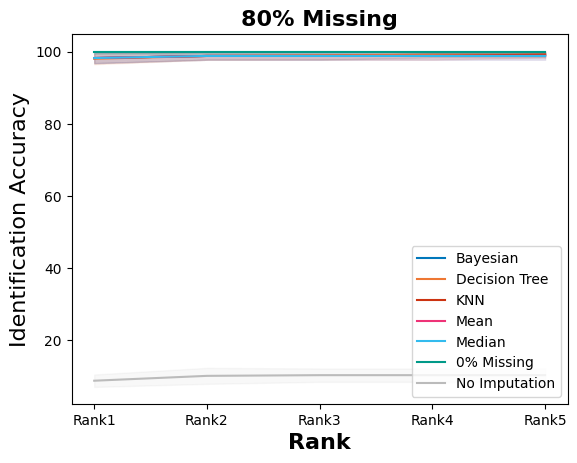 80% Missing
Identification Accuracy
100
80
60
40
20
Bayesian
Decision Tree
KNN
Mean
Median
0% Missing
No Imputation
Rank1 Rank2 Rank3 Rank4 Rank5
Rank